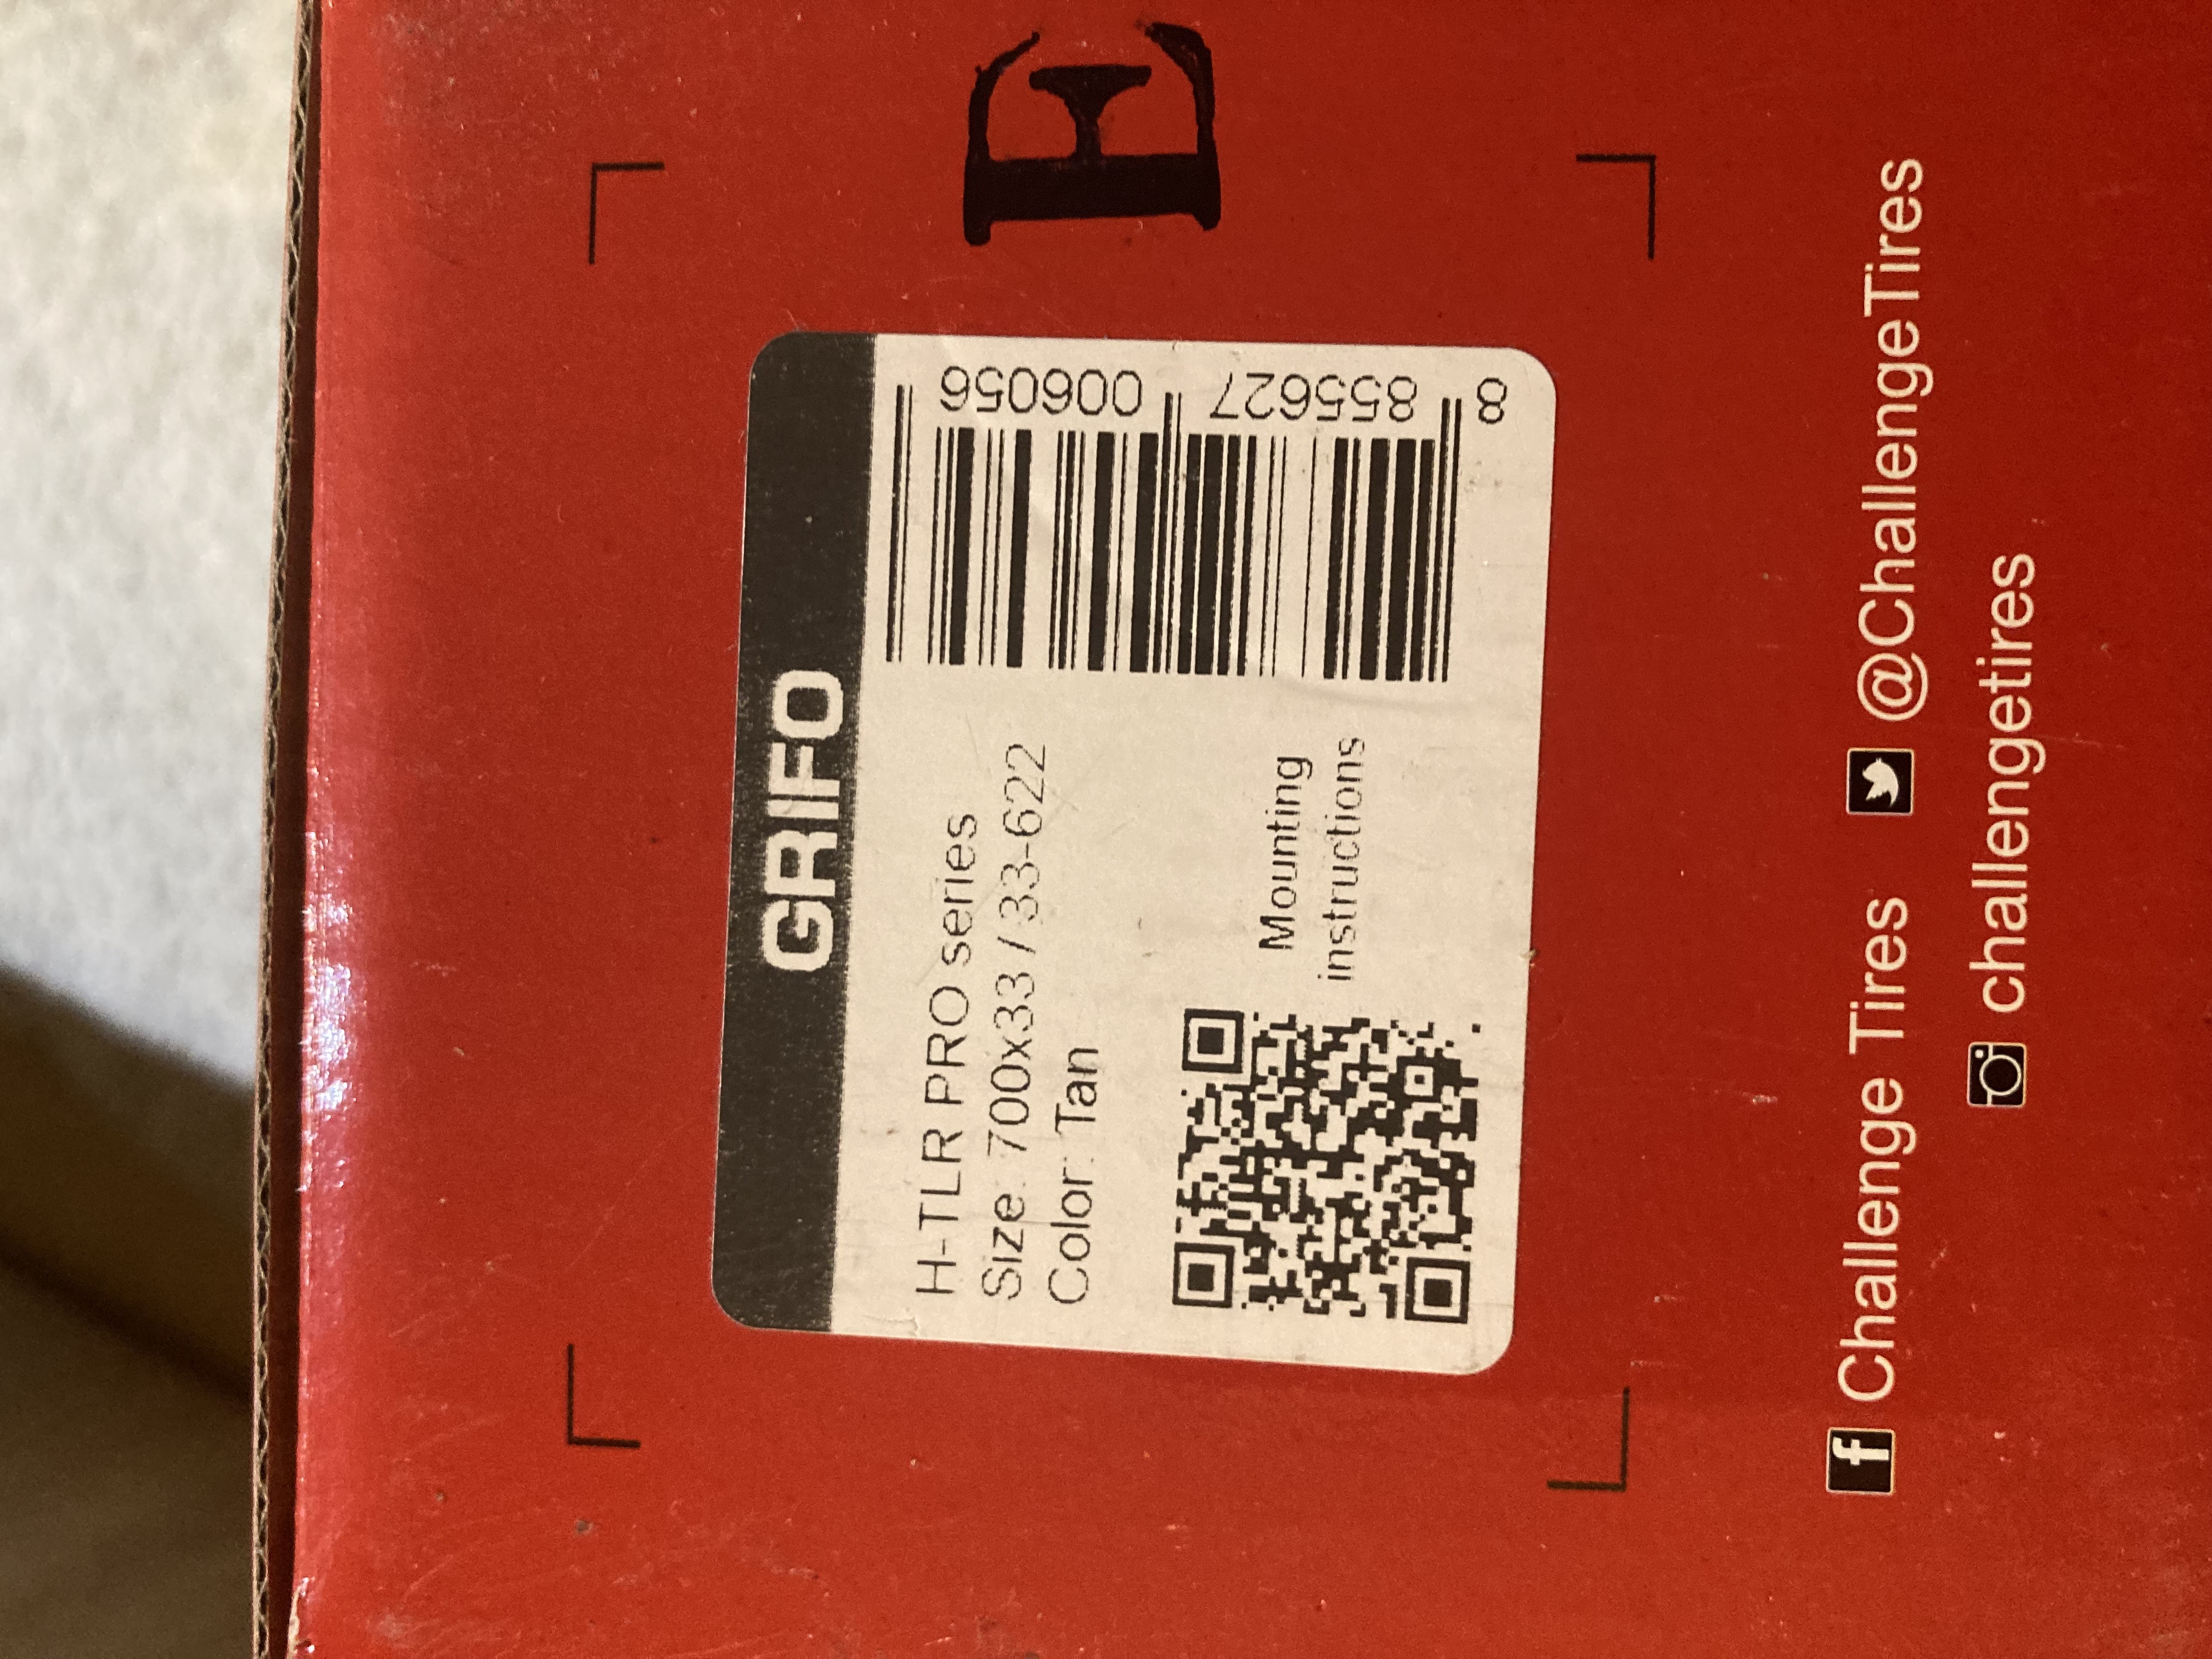 E
GRIFO
H-TLR PRO series
Size: 700x33 / 33-622
Color: Tan
Mounting
instructions
8 855627 006056
f Challenge Tires @ChallengeTires
challengetires